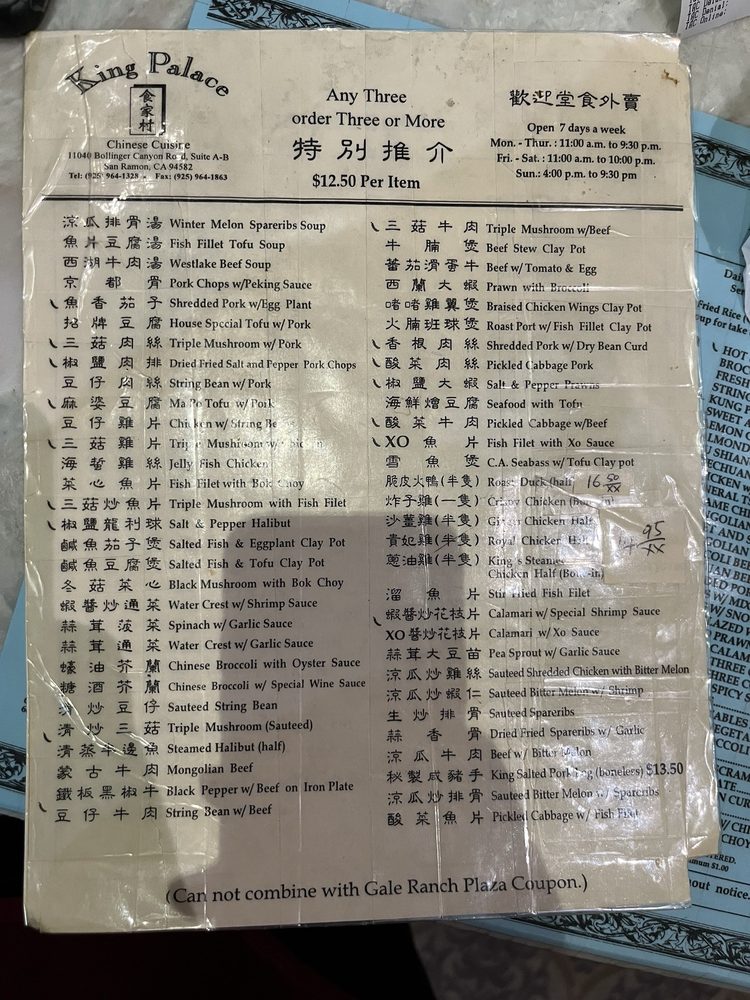 King Palace
食家村
Chinese Cuisine
11040 Bollinger Canyon Road, Suite A-B
San Ramon, CA 94582
Tel: (925) 964-1328 Fax: (925) 964-1863
Any Three
order Three or More
特別推介
$12.50 Per Item
歡迎堂食外賣
Open 7 days a week
Mon. - Thur. : 11:00 a.m. to 9:30 p.m.
Fri. - Sat. : 11:00 a.m. to 10:00 p.m.
Sun.: 4:00 p.m. to 9:30 pm
涼瓜排骨湯 Winter Melon Spareribs Soup
魚片豆腐湯 Fish Fillet Tofu Soup
西湖牛肉湯 Westlake Beef Soup
京都骨 Pork Chops w/Peking Sauce
魚香茄子 Shredded Pork w/Egg Plant
招牌豆腐 House Special Tofu w/Pork
三菇肉絲 Triple Mushroom w/Pork
椒鹽肉排 Dried Fried Salt and Pepper Pork Chops
豆仔肉絲 String Bean w/Pork
麻婆豆腐 Ma Po Tofu w/Pork
豆仔雞片 Chicken w/String Be
三菇雞片 Triple Mushroom w/Chicken
海蜇雞絲 Jelly Fish Chicken
菜心魚片 Fish Filet with Bok Choy
三菇炒魚片 Triple Mushroom with Fish Filet
椒鹽龍利球 Salt & Pepper Halibut
鹹魚茄子煲 Salted Fish & Eggplant Clay Pot
鹹魚豆腐煲 Salted Fish & Tofu Clay Pot
冬菇菜心 Black Mushroom with Bok Choy
蝦醬炒通菜 Water Crest w/Shrimp Sauce
蒜茸菠菜 Spinach w/Garlic Sauce
蒜茸通菜 Water Crest w/Garlic Sauce
蠔油芥蘭 Chinese Broccoli with Oyster Sauce
糖酒芥蘭 Chinese Broccoli w/ Special Wine Sauce
清炒豆仔 Sauteed String Bean
清炒三菇 Triple Mushroom (Sauteed)
清蒸牛邊魚 Steamed Halibut (half)
蒙古牛肉 Mongolian Beef
鐵板黑椒牛 Black Pepper w/Beef on Iron Plate
豆仔牛肉 String Bean w/Beef
三菇牛肉 Triple Mushroom w/Beef
牛腩煲 Beef Stew Clay Pot
蕃茄滑蛋牛 Beef w/Tomato & Egg
西蘭大蝦 Prawn with Broccoli
啫啫雞翼煲 Braised Chicken Wings Clay Pot
火腩班球煲 Roast Port w/Fish Fillet Clay Pot
香根肉絲 Shredded Pork w/Dry Bean Curd
酸菜肉絲 Pickled Cabbage Pork
椒鹽大蝦 Salt & Pepper Prawns
海鮮燴豆腐 Seafood with Tofu
酸菜牛肉 Pickled Cabbage w/Beef
XO魚片 Fish Filet with Xo Sauce
雪魚煲 C.A. Seabass w/Tofu Clay pot
脆皮火鴨(半隻) Roast Duck (half) 16 50/XX
炸子雞(一隻) Crispy Chicken
沙薑雞(半隻) Ginger Chicken Half
貴妃雞(半隻) Royal Chicken Half 95/XX
蔥油雞(半隻) King's Steamed
Chicken Half (Bone-in)
溜魚片 Stir Fried Fish Filet
蝦醬炒花枝片 Calamari w/Special Shrimp Sauce
XO醬炒花枝片 Calamari w/Xo Sauce
蒜茸大豆苗 Pea Sprout w/Garlic Sauce
涼瓜炒雞絲 Sauteed Shredded Chicken with Bitter Melon
涼瓜炒蝦仁 Sauteed Bitter Melon w/Shrimp
生炒排骨 Sauteed Spareribs
蒜香骨 Dried Fried Spareribs w/Garlic
涼瓜牛肉 Beef w/Bitter Melon
秘製咸豬手 King Salted Pork Leg (bonelers) $13.50
涼瓜炒排骨 Sauteed Bitter Melon w/Spareribs
酸菜魚片 Pickled Cabbage w/ Fish Filet
(Can not combine with Gale Ranch Plaza Coupon.)